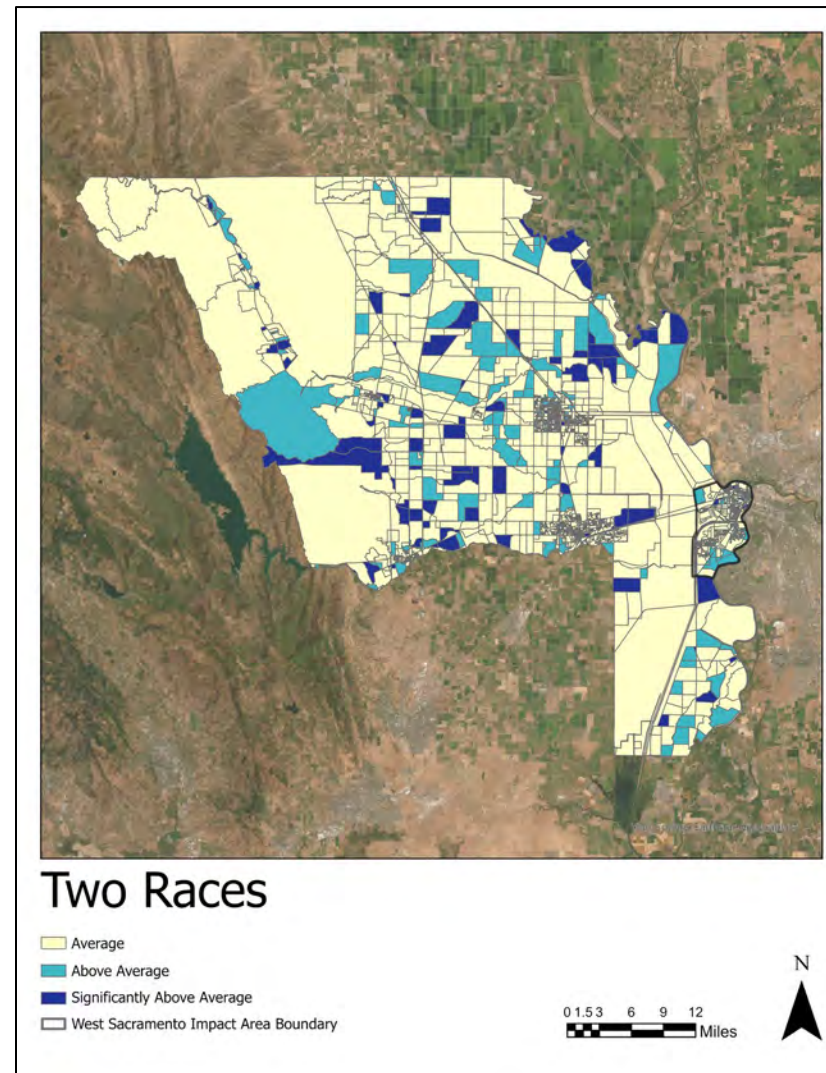 Two Races
Average
Above Average
Significantly Above Average
West Sacramento Impact Area Boundary
N
0 1.5 3 6 9 12
Miles